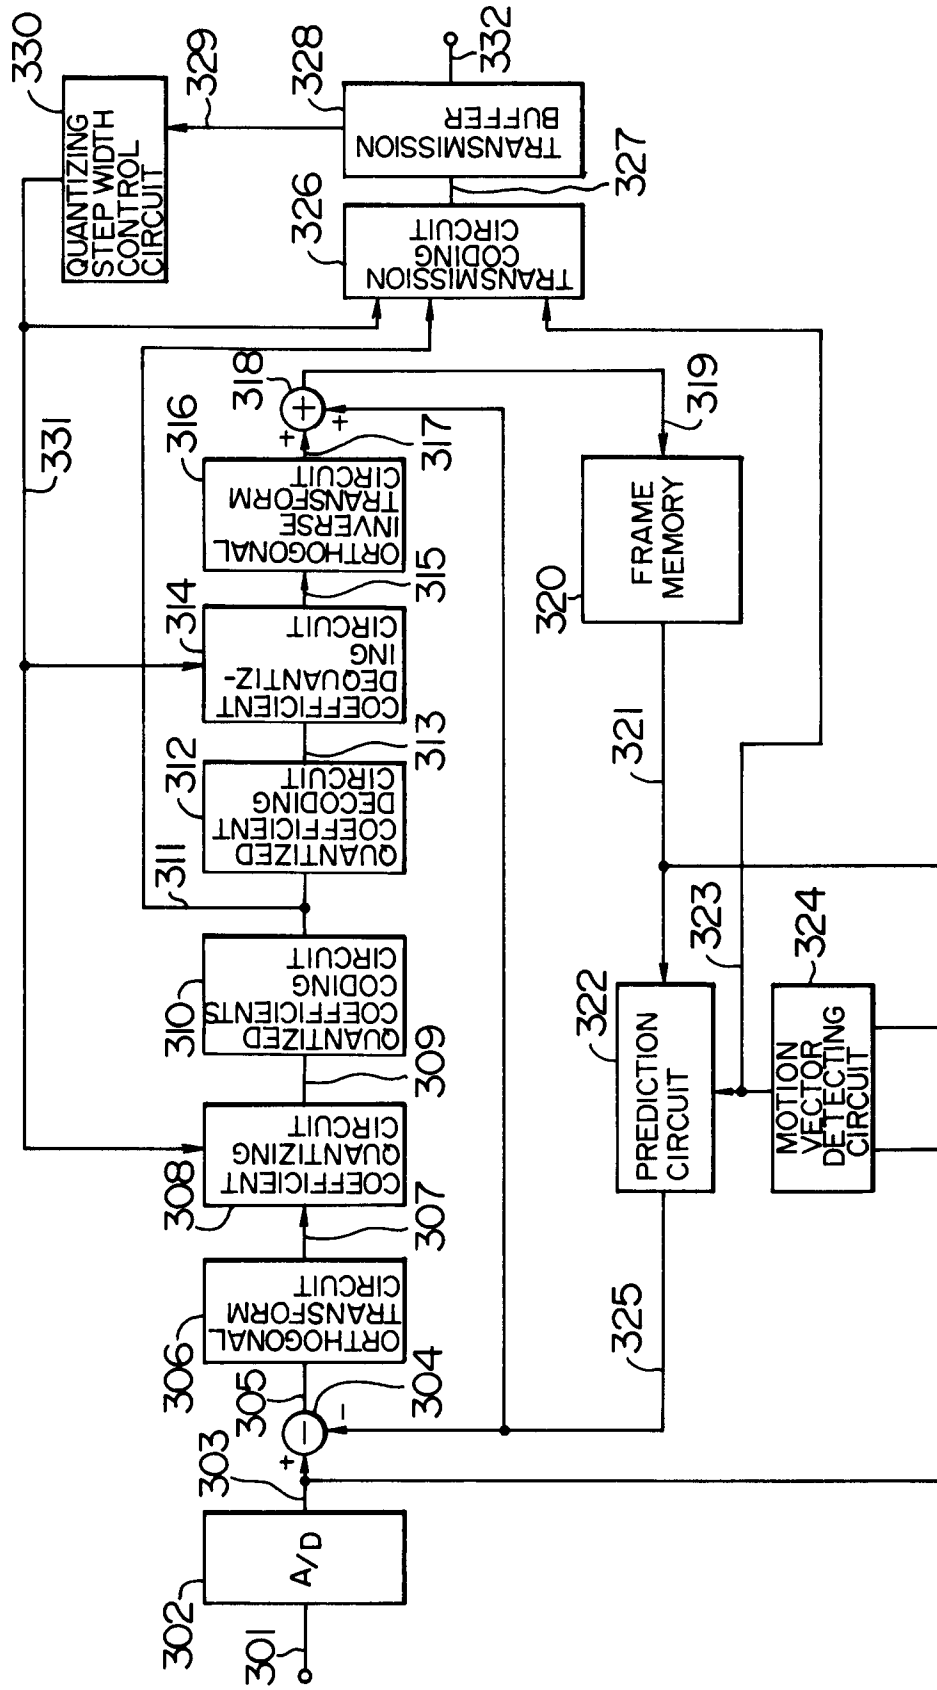 301
302
A/D
303
+
−
−
304
305
306
ORTHOGONAL
TRANSFORM
CIRCUIT
307
308
COEFFICIENT
QUANTIZING
CIRCUIT
309
310
QUANTIZED
COEFFICIENTS
CODING
CIRCUIT
311
312
QUANTIZED
COEFFICIENT
DECODING
CIRCUIT
313
314
COEFFICIENT
DEQUANTIZ-
ING
CIRCUIT
315
316
ORTHOGONAL
INVERSE
TRANSFORM
CIRCUIT
317
+
+
+
318
319
320
FRAME
MEMORY
321
322
PREDICTION
CIRCUIT
323
324
MOTION
VECTOR
DETECTING
CIRCUIT
325
326
TRANSMISSION
CODING
CIRCUIT
327
328
TRANSMISSION
BUFFER
329
330
QUANTIZING
STEP WIDTH
CONTROL
CIRCUIT
331
332